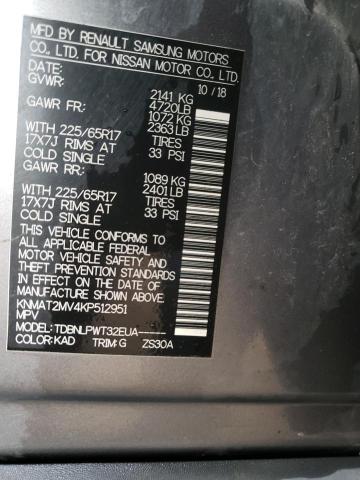 MFD BY RENAULT SAMSUNG MOTORS
CO., LTD. FOR NISSAN MOTOR CO., LTD.
DATE: 10 / 18
GVWR: 2141 KG
4720LB
GAWR FR: 1072 KG
2363 LB
WITH 225/65R17 TIRES
17X7J RIMS AT 33 PSI
COLD SINGLE
GAWR RR: 1089 KG
2401 LB
WITH 225/65R17 TIRES
17X7J RIMS AT 33 PSI
COLD SINGLE
THIS VEHICLE CONFORMS TO
ALL APPLICABLE FEDERAL
MOTOR VEHICLE SAFETY,
BUMPER, AND THEFT
PREVENTION STANDARDS IN
EFFECT ON THE DATE OF
MANUFACTURE SHOWN ABOVE.
KNMAT2MV4KP512951
MPV
MODEL:TDBNLPWT32EUA-----
COLOR:KAD TRIM:G ZS30A